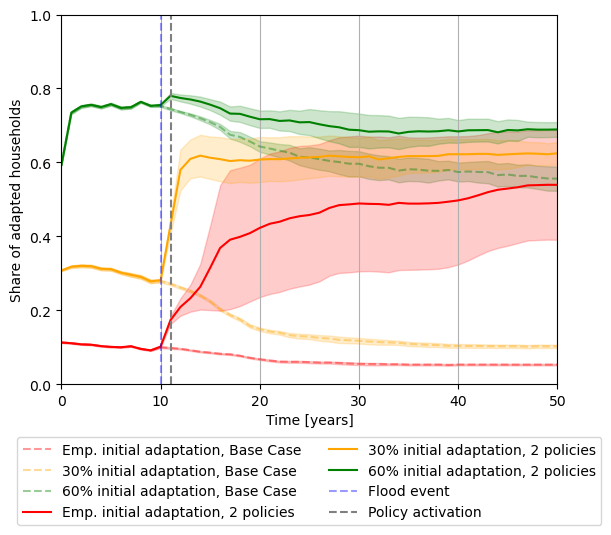 1.0
0.8
0.6
0.4
0.2
0.0
Share of adapted households
0 10 20 30 40 50
Time [years]
Emp. initial adaptation, Base Case
30% initial adaptation, Base Case
60% initial adaptation, Base Case
Emp. initial adaptation, 2 policies
30% initial adaptation, 2 policies
60% initial adaptation, 2 policies
Flood event
Policy activation